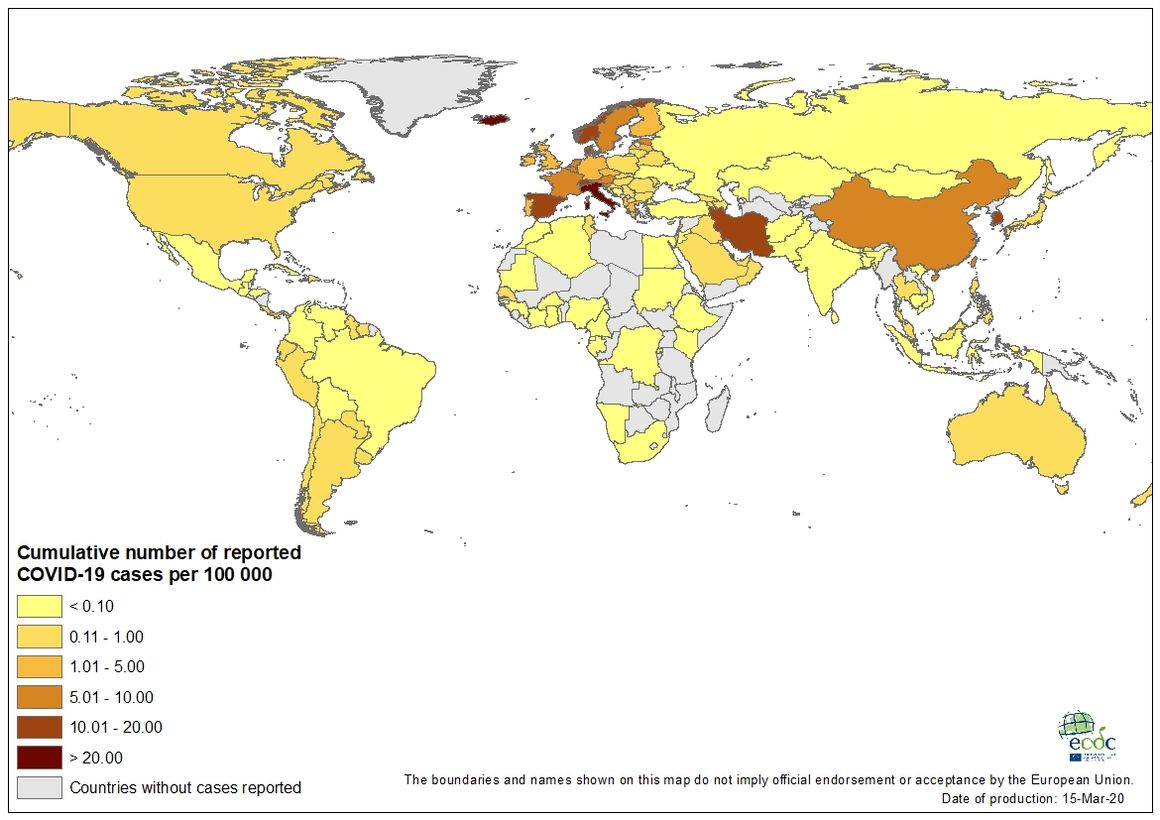 Cumulative number of reported
COVID-19 cases per 100 000
< 0.10
0.11 - 1.00
1.01 - 5.00
5.01 - 10.00
10.01 - 20.00
> 20.00
Countries without cases reported
ecdc
The boundaries and names shown on this map do not imply official endorsement or acceptance by the European Union.
Date of production: 15-Mar-20